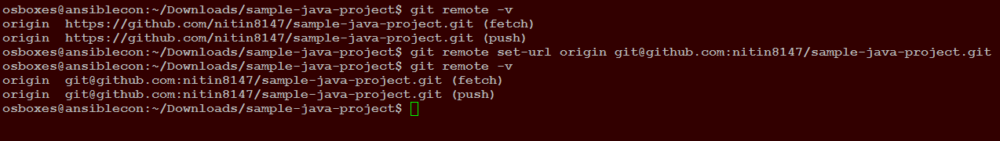 osboxes@ansiblecon:~/Downloads/sample-java-project$ git remote -v
origin  https://github.com/nitin8147/sample-java-project.git (fetch)
origin  https://github.com/nitin8147/sample-java-project.git (push)
osboxes@ansiblecon:~/Downloads/sample-java-project$ git remote set-url origin git@github.com:nitin8147/sample-java-project.git
osboxes@ansiblecon:~/Downloads/sample-java-project$ git remote -v
origin  git@github.com:nitin8147/sample-java-project.git (fetch)
origin  git@github.com:nitin8147/sample-java-project.git (push)
osboxes@ansiblecon:~/Downloads/sample-java-project$